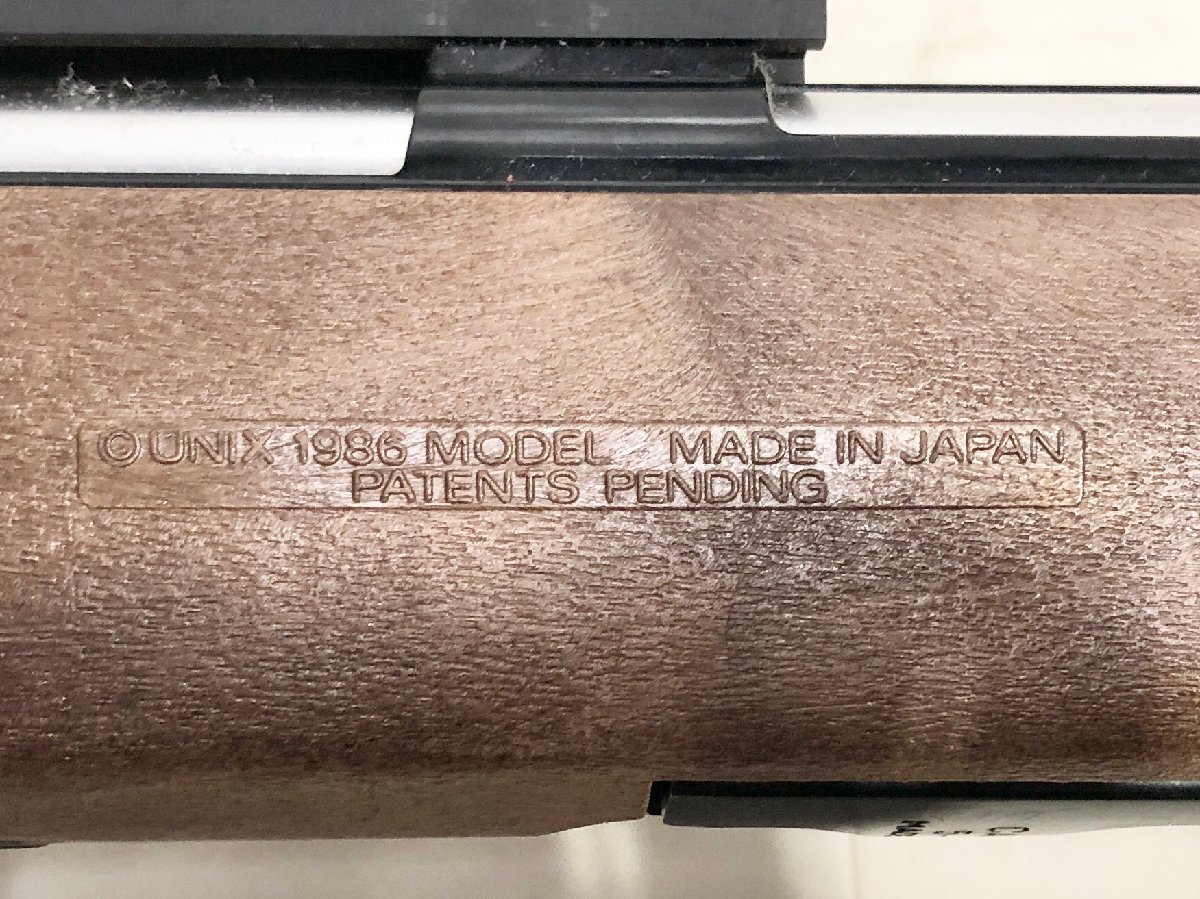 ©UNIX 1986 MODEL MADE IN JAPAN
PATENTS PENDING